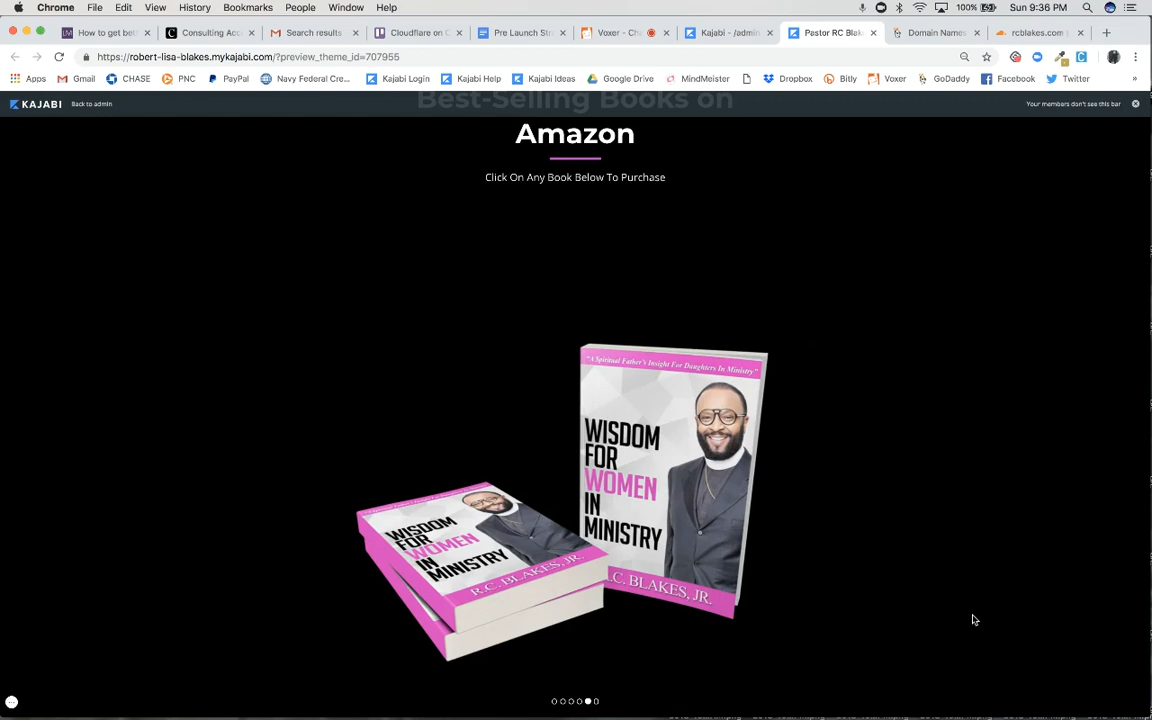 Chrome File Edit View History Bookmarks People Window Help 100% Sun 9:36 PM
How to get bet Consulting Acc Search results Cloudflare on C Pre Launch Str Voxer - Cha Kajabi - /admin Pastor RC Blak Domain Names rcblakes.com |
https://robert-lisa-blakes.mykajabi.com/?preview_theme_id=707955
Apps Gmail CHASE PNC PayPal Navy Federal Cre... Kajabi Login Kajabi Help Kajabi Ideas Google Drive MindMeister Dropbox Bitly Voxer GoDaddy Facebook Twitter »
KAJABI Back to admin Your members don't see this bar
Best-Selling Books on
Amazon
Click On Any Book Below To Purchase
"A Spiritual Father's Insight For Daughters In Ministry"
WISDOM
FOR
WOMEN
IN
MINISTRY
R.C. BLAKES, JR.
WISDOM
FOR
WOMEN
IN
MINISTRY
.C. BLAKES, JR.